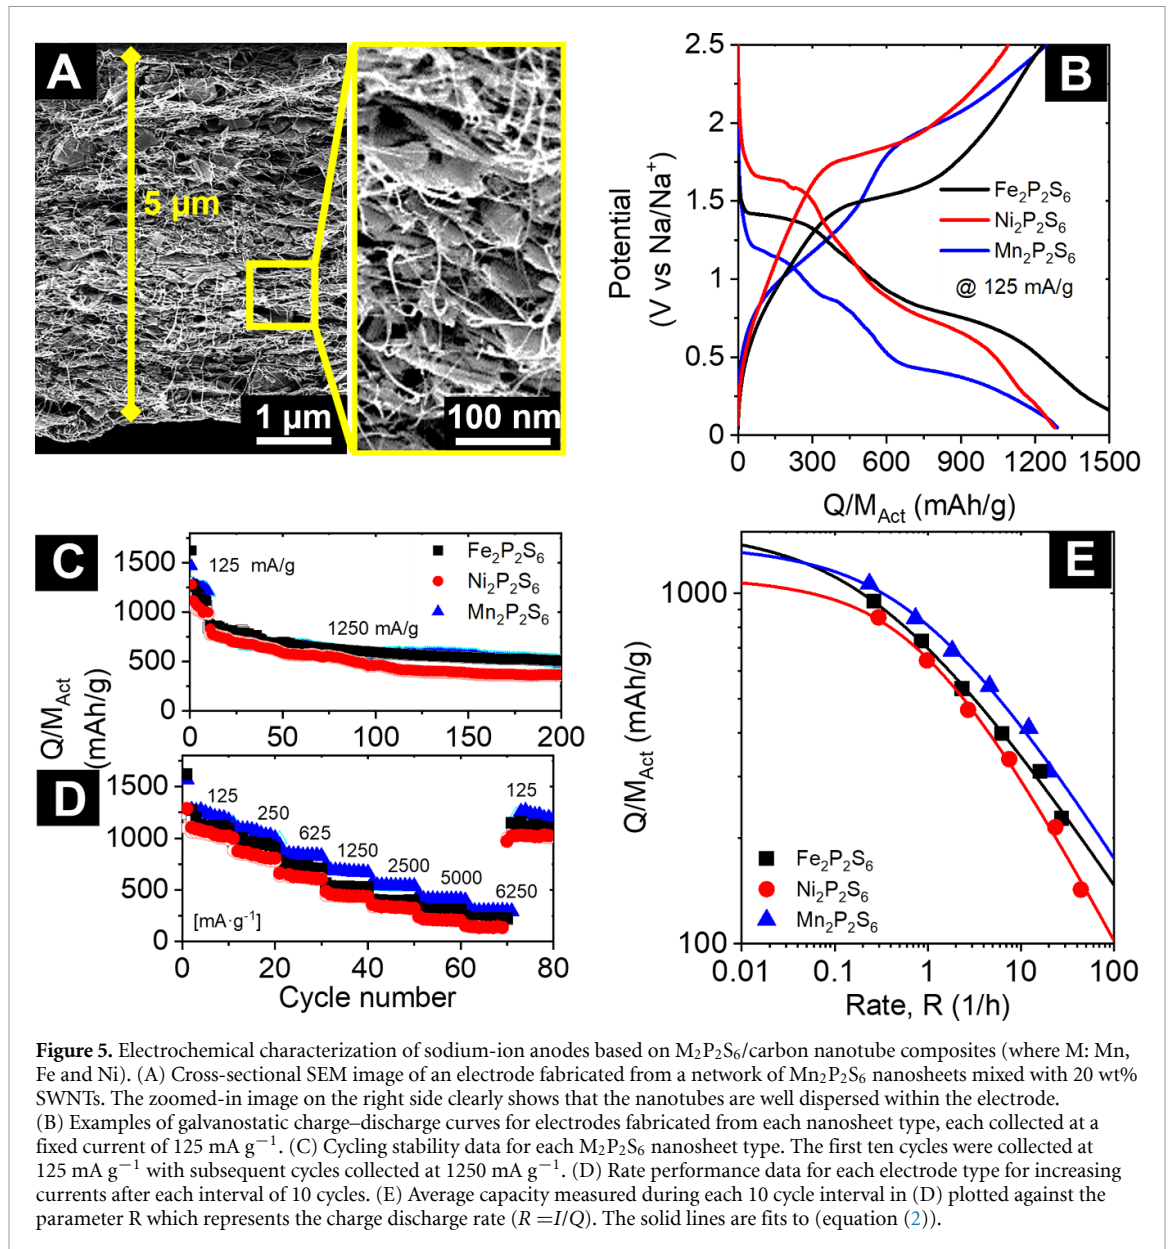 A
5 µm
1 µm
100 nm
B
2.5
2
1.5
1
0.5
0
Potential
(V vs Na/Na⁺)
Fe₂P₂S₆
Ni₂P₂S₆
Mn₂P₂S₆
@ 125 mA/g
0 300 600 900 1200 1500
Q/M_Act (mAh/g)
C
1500
1000
500
0
125 mA/g
1250 mA/g
Fe₂P₂S₆
Ni₂P₂S₆
Mn₂P₂S₆
0 50 100 150 200
Q/M_Act
(mAh/g)
D
1500
1000
500
0
125
250
625
1250
2500
5000
6250
125
[mA·g⁻¹]
0 20 40 60 80
Cycle number
E
1000
100
Q/M_Act (mAh/g)
Fe₂P₂S₆
Ni₂P₂S₆
Mn₂P₂S₆
0.01 0.1 1 10 100
Rate, R (1/h)
Figure 5. Electrochemical characterization of sodium-ion anodes based on M₂P₂S₆/carbon nanotube composites (where M: Mn,
Fe and Ni). (A) Cross-sectional SEM image of an electrode fabricated from a network of Mn₂P₂S₆ nanosheets mixed with 20 wt%
SWNTs. The zoomed-in image on the right side clearly shows that the nanotubes are well dispersed within the electrode.
(B) Examples of galvanostatic charge–discharge curves for electrodes fabricated from each nanosheet type, each collected at a
fixed current of 125 mA g⁻¹. (C) Cycling stability data for each M₂P₂S₆ nanosheet type. The first ten cycles were collected at
125 mA g⁻¹ with subsequent cycles collected at 1250 mA g⁻¹. (D) Rate performance data for each electrode type for increasing
currents after each interval of 10 cycles. (E) Average capacity measured during each 10 cycle interval in (D) plotted against the
parameter R which represents the charge discharge rate (R =I/Q). The solid lines are fits to (equation (2)).